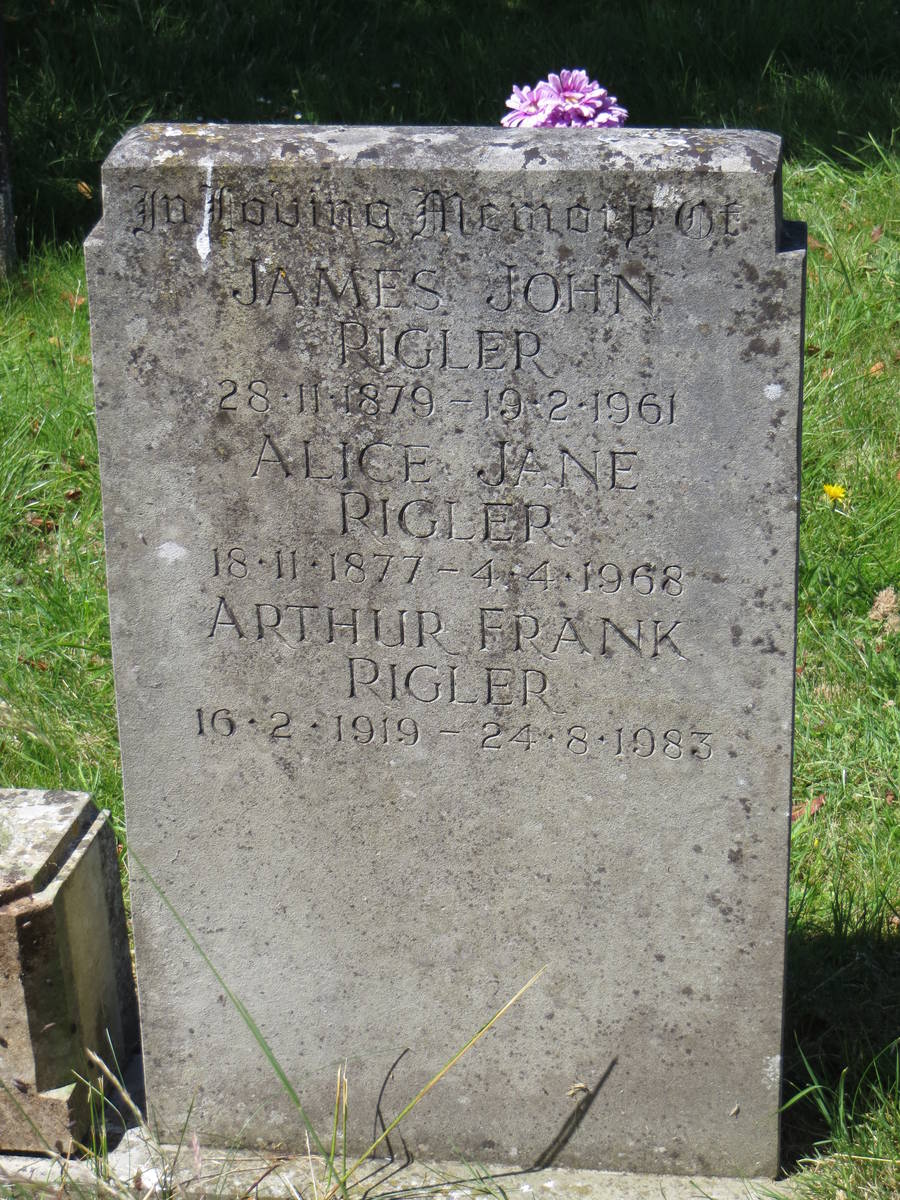 In Loving Memory Of
JAMES JOHN
RIGLER
28·11·1879 – 19·2·1961
ALICE JANE
RIGLER
18·11·1877 – 4·4·1968
ARTHUR FRANK
RIGLER
16·2·1919 – 24·8·1983